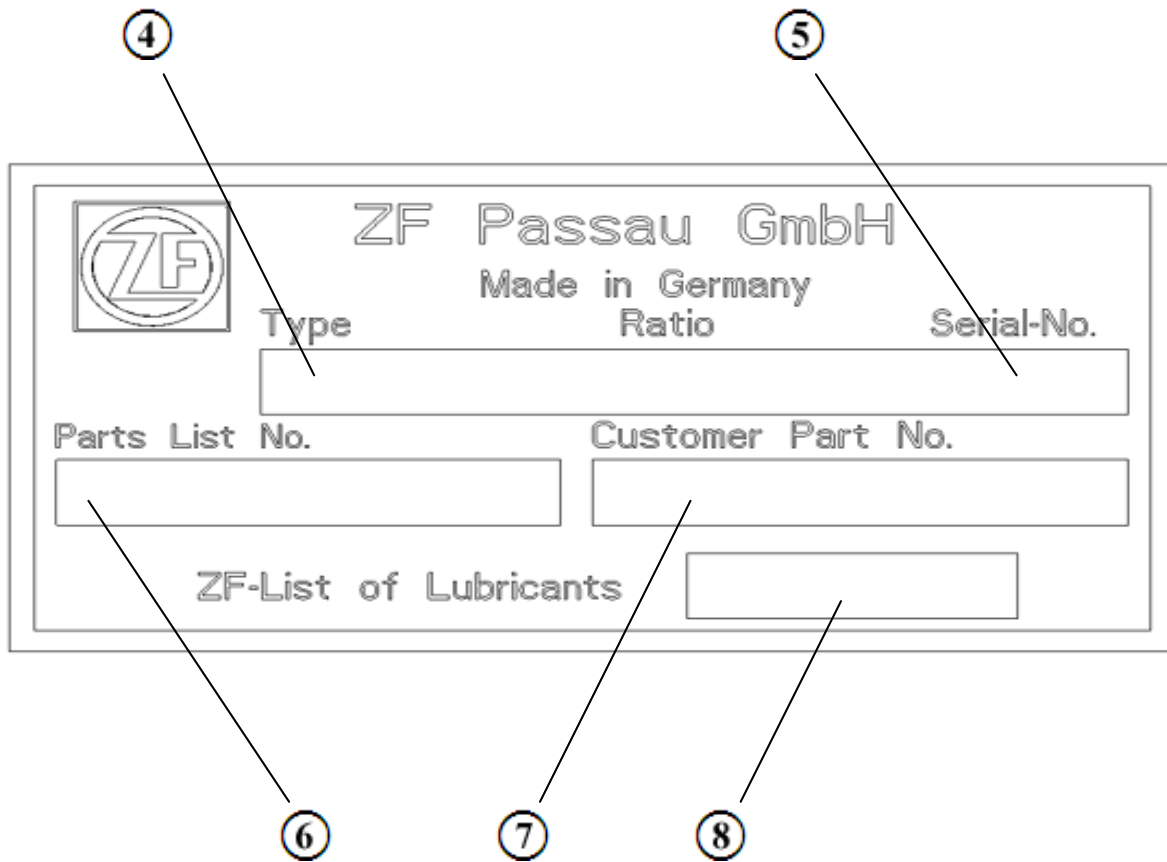 4 5
ZF
ZF Passau GmbH
Made in Germany
Type Ratio Serial-No.
Parts List No. Customer Part No.
ZF-List of Lubricants
6 7 8